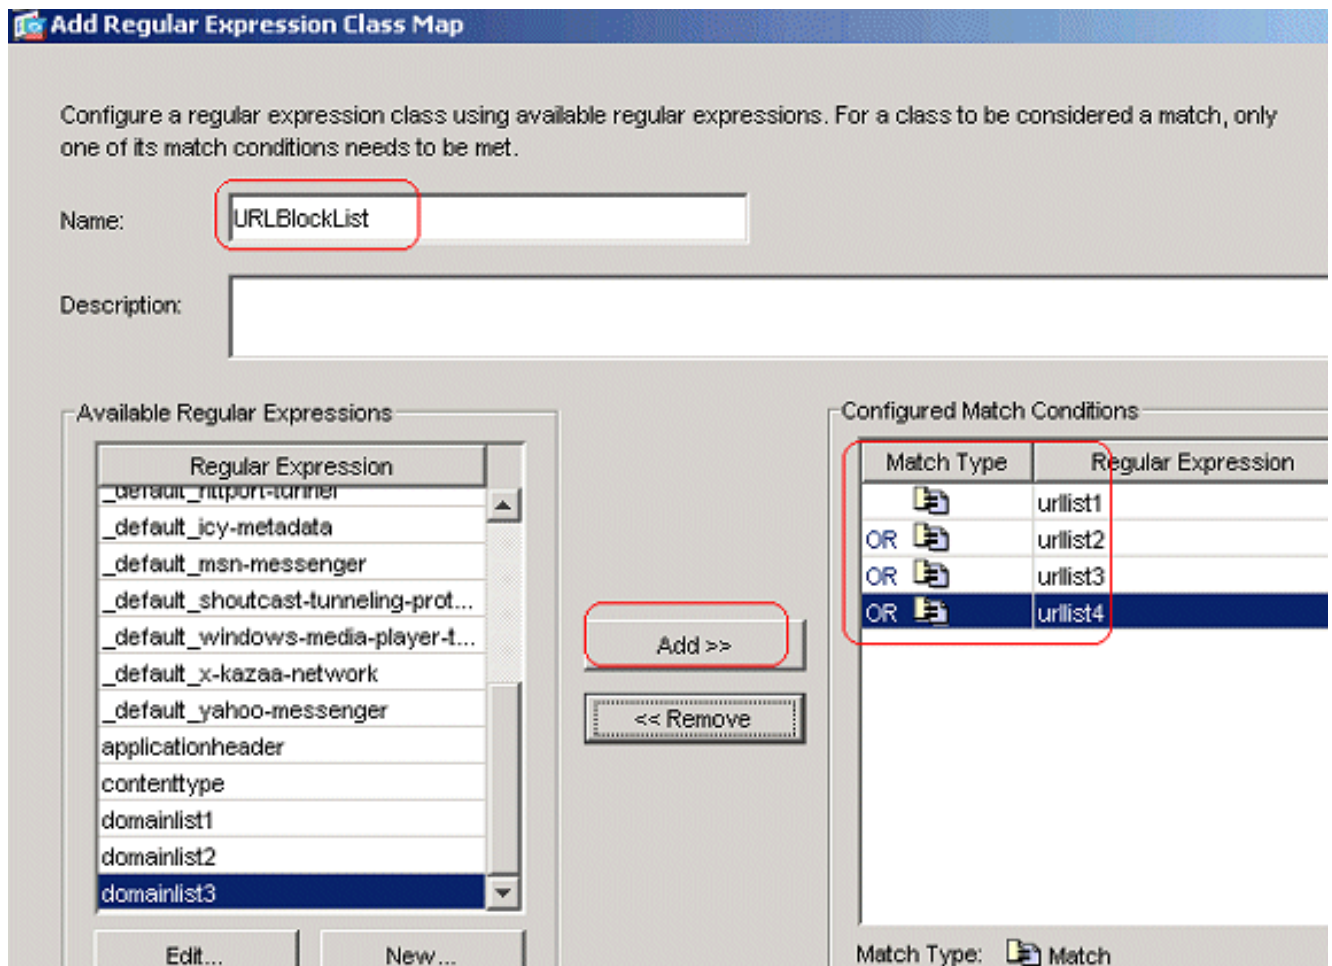 Add Regular Expression Class Map
Configure a regular expression class using available regular expressions. For a class to be considered a match, only
one of its match conditions needs to be met.
Name:
URLBlockList
Description:
Available Regular Expressions
Regular Expression
_default_httport-tunnel
_default_icy-metadata
_default_msn-messenger
_default_shoutcast-tunneling-prot...
_default_windows-media-player-t...
_default_x-kazaa-network
_default_yahoo-messenger
applicationheader
contenttype
domainlist1
domainlist2
domainlist3
Edit...
New...
Add >>
<< Remove
Configured Match Conditions
Match Type Regular Expression
urllist1
OR urllist2
OR urllist3
OR urllist4
Match Type: Match